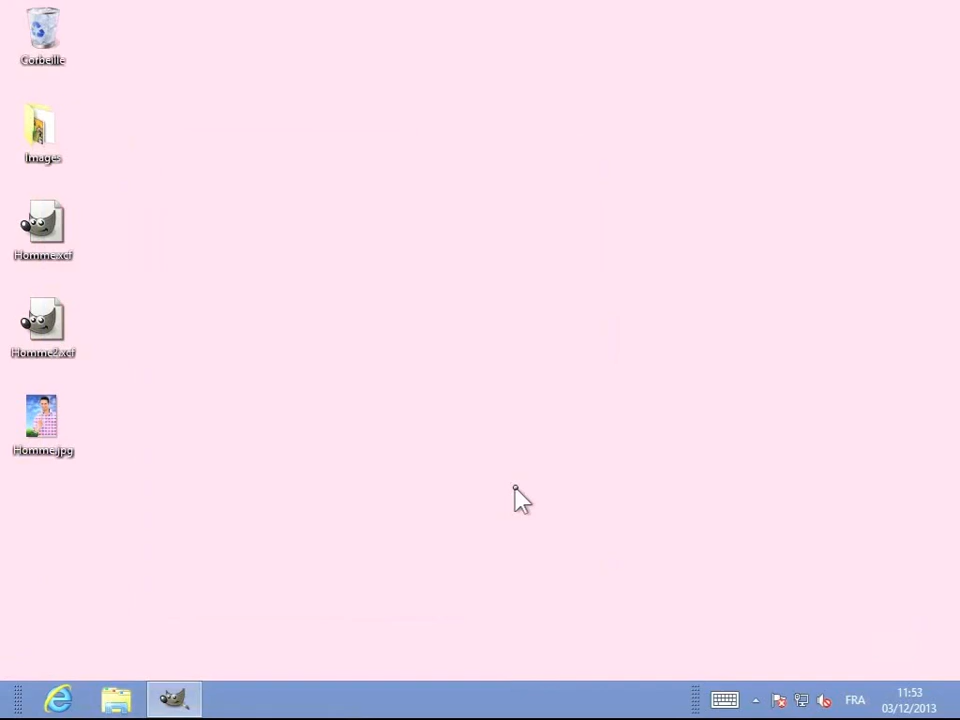 Corbeille
Images
Homme.xcf
Homme2.xcf
Homme.jpg
FRA
11:53
03/12/2013